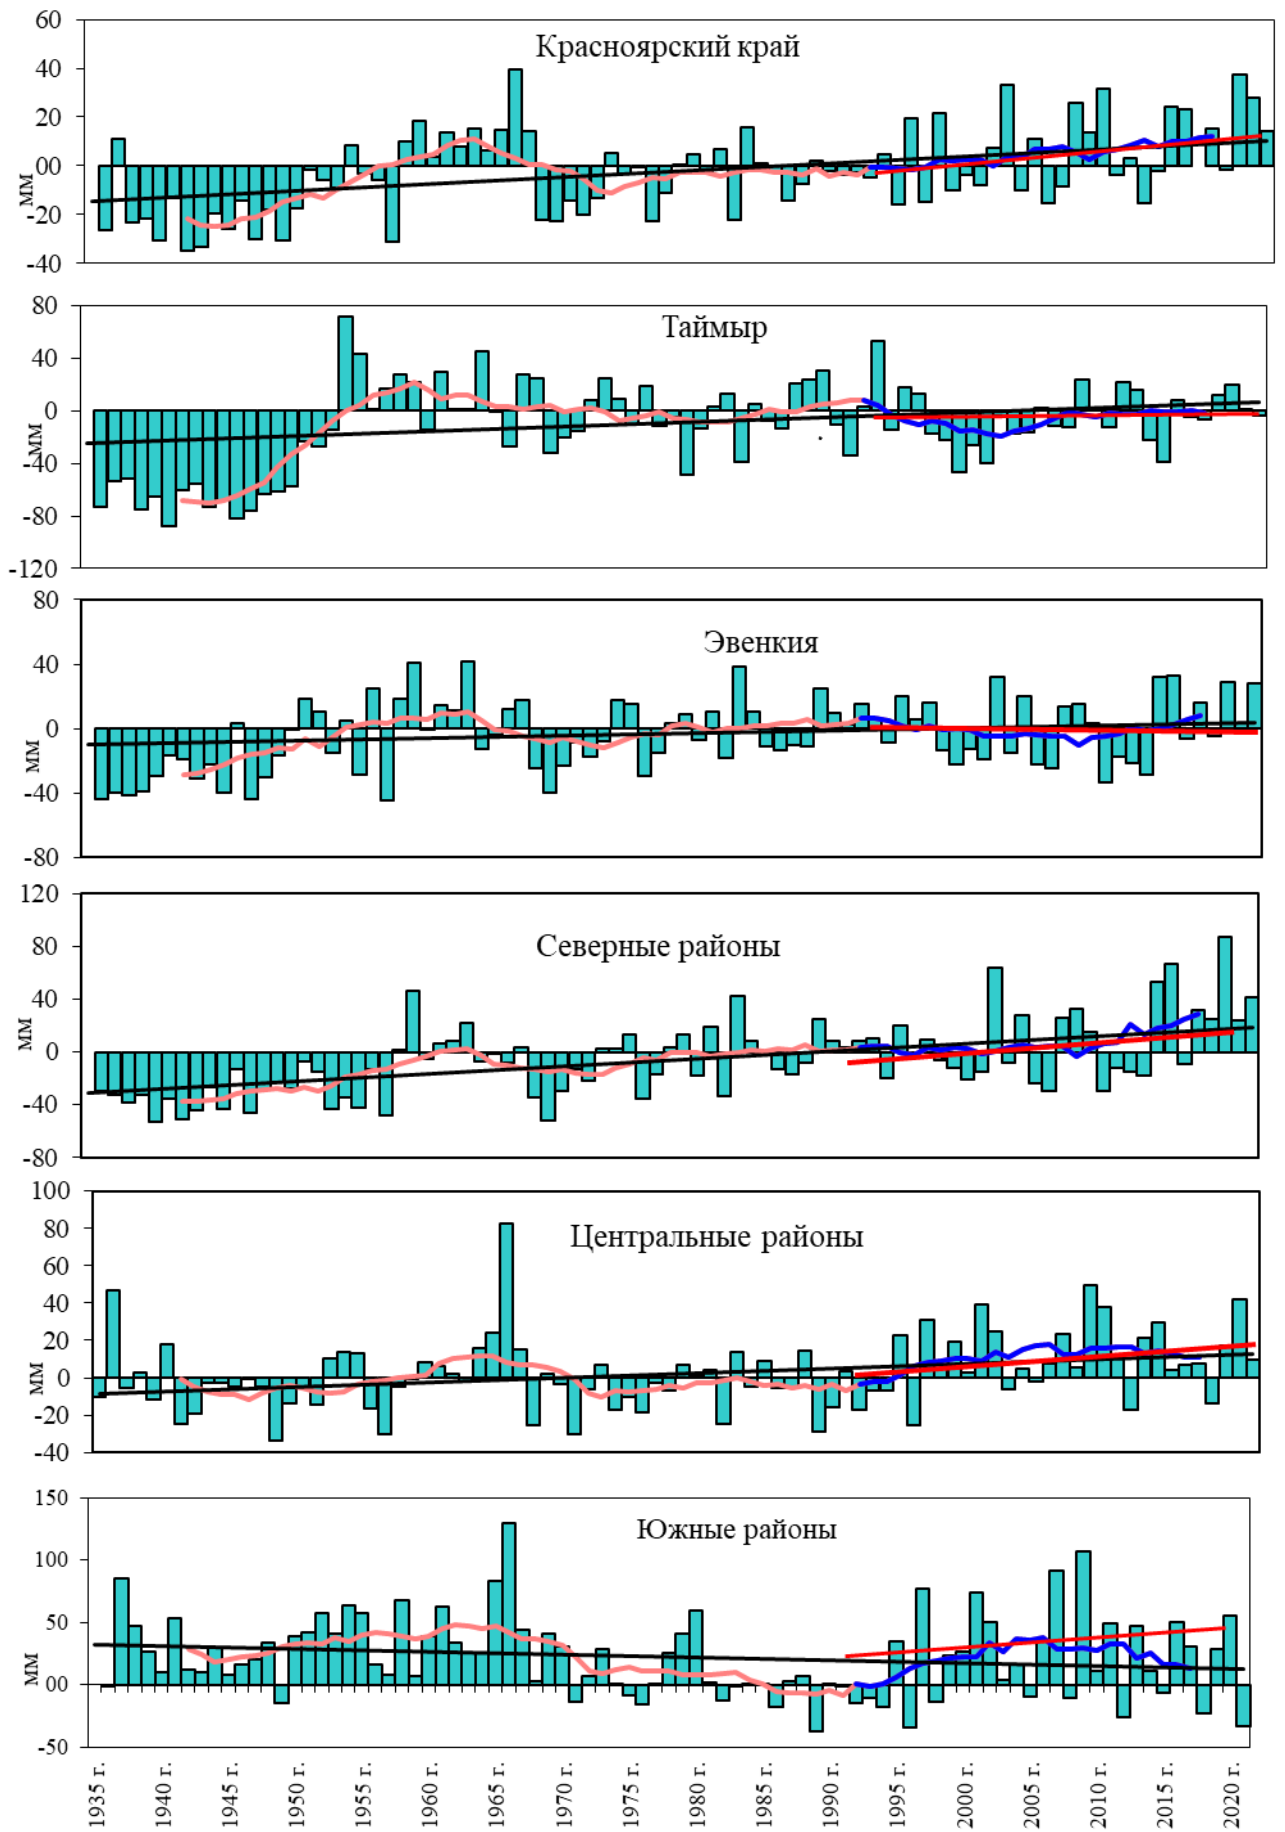 Красноярский край
60
40
20
00
-20
-40
мм
Таймыр
80
40
0
-40
-80
-120
мм
Эвенкия
80
40
0
-40
-80
мм
Северные районы
120
80
40
0
-40
-80
мм
Центральные районы
100
80
60
40
20
0
-20
-40
мм
Южные районы
150
100
50
00
-50
мм
1935 г.
1940 г.
1945 г.
1950 г.
1955 г.
1960 г.
1965 г.
1970 г.
1975 г.
1980 г.
1985 г.
1990 г.
1995 г.
2000 г.
2005 г.
2010 г.
2015 г.
2020 г.